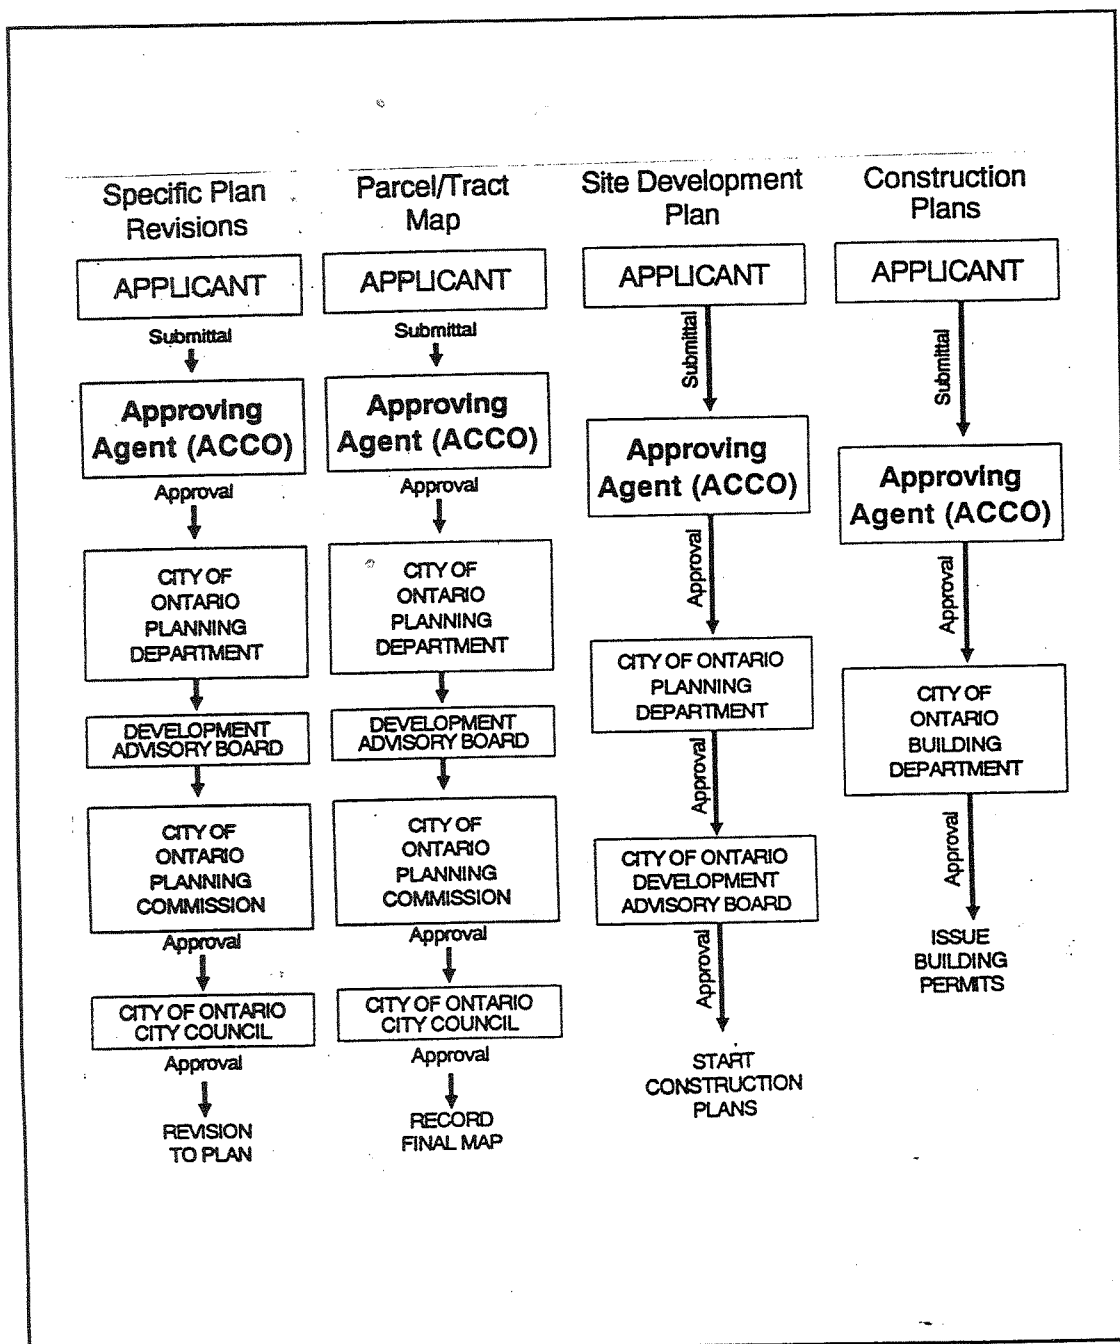 Specific Plan
Revisions
APPLICANT
Submittal
Approving
Agent (ACCO)
Approval
CITY OF
ONTARIO
PLANNING
DEPARTMENT
DEVELOPMENT
ADVISORY BOARD
CITY OF
ONTARIO
PLANNING
COMMISSION
Approval
CITY OF ONTARIO
CITY COUNCIL
Approval
REVISION
TO PLAN
Parcel/Tract
Map
APPLICANT
Submittal
Approving
Agent (ACCO)
Approval
CITY OF
ONTARIO
PLANNING
DEPARTMENT
DEVELOPMENT
ADVISORY BOARD
CITY OF
ONTARIO
PLANNING
COMMISSION
Approval
CITY OF ONTARIO
CITY COUNCIL
Approval
RECORD
FINAL MAP
Site Development
Plan
APPLICANT
Submittal
Approving
Agent (ACCO)
Approval
CITY OF ONTARIO
PLANNING
DEPARTMENT
Approval
CITY OF ONTARIO
DEVELOPMENT
ADVISORY BOARD
Approval
START
CONSTRUCTION
PLANS
Construction
Plans
APPLICANT
Submittal
Approving
Agent (ACCO)
Approval
CITY OF
ONTARIO
BUILDING
DEPARTMENT
Approval
ISSUE
BUILDING
PERMITS